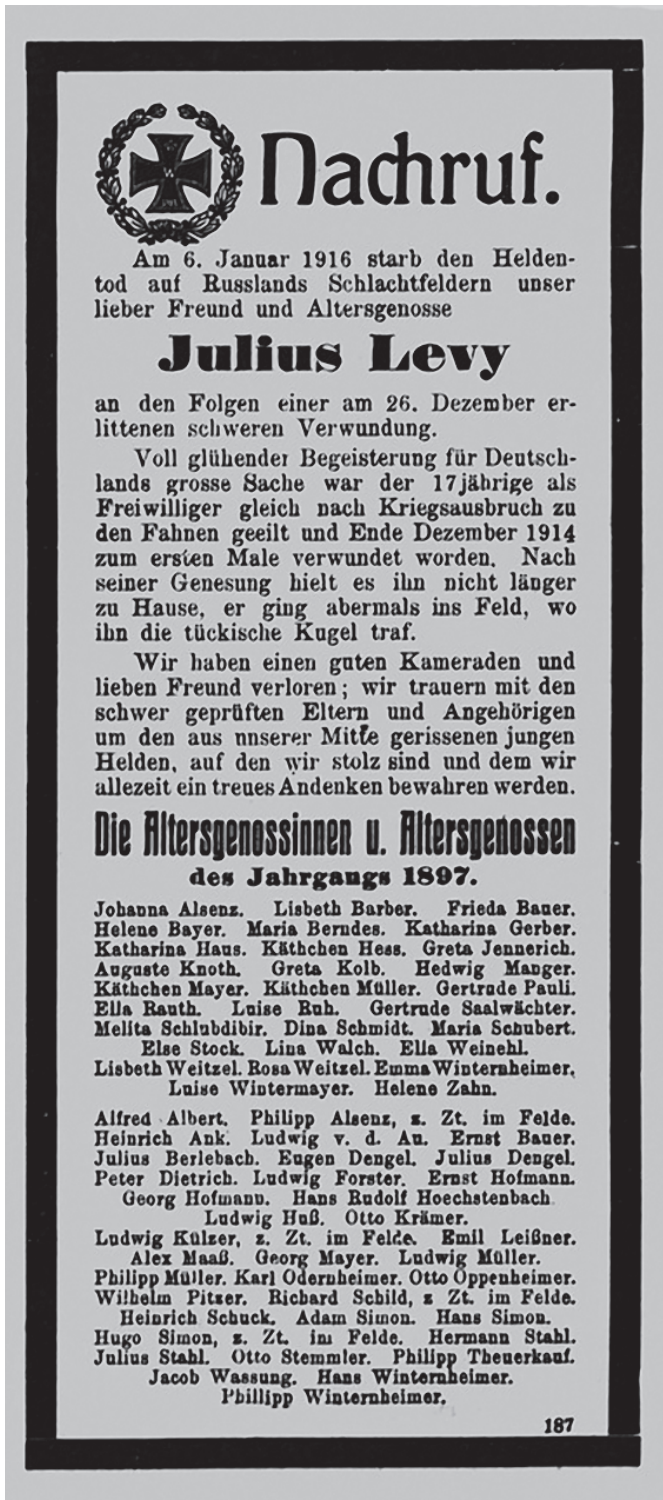 Nachruf.
Am 6. Januar 1916 starb den Helden-
tod auf Russlands Schlachtfeldern unser
lieber Freund und Altersgenosse
Julius Levy
an den Folgen einer am 26. Dezember er-
littenen schweren Verwundung.
Voll glühender Begeisterung für Deutsch-
lands grosse Sache war der 17jährige als
Freiwilliger gleich nach Kriegsausbruch zu
den Fahnen geeilt und Ende Dezember 1914
zum ersten Male verwundet worden. Nach
seiner Genesung hielt es ihn nicht länger
zu Hause, er ging abermals ins Feld, wo
ihn die tückische Kugel traf.
Wir haben einen guten Kameraden und
lieben Freund verloren; wir trauern mit den
schwer geprüften Eltern und Angehörigen
um den aus unserer Mitte gerissenen jungen
Helden, auf den wir stolz sind und dem wir
allezeit ein treues Andenken bewahren werden.
Die Altersgenossinnen u. Altersgenossen
des Jahrgangs 1897.
Johanna Alsenz. Lisbeth Barber. Frieda Bauer.
Helene Bayer. Maria Berndes. Katharina Gerber.
Katharina Haus. Käthchen Hess. Greta Jennerich.
Auguste Knoth. Greta Kolb. Hedwig Manger.
Käthchen Mayer. Käthchen Müller. Gertrude Pauli.
Ella Rauth. Luise Ruh. Gertrude Saalwächter.
Melita Schlubdibir. Dina Schmidt. Maria Schubert.
Else Stock. Lina Walch. Ella Weinehl.
Lisbeth Weitzel. Rosa Weitzel. Emma Winternheimer.
Luise Wintermayer. Helene Zahn.
Alfred Albert. Philipp Alsenz, z. Zt. im Felde.
Heinrich Ank. Ludwig v. d. Au. Ernst Bauer.
Julius Berlebach. Eugen Dengel. Julius Dengel.
Peter Dietrich. Ludwig Forster. Ernst Hofmann.
Georg Hofmann. Hans Rudolf Hoechstenbach
Ludwig Huß. Otto Krämer.
Ludwig Külzer, z. Zt. im Felde. Emil Leißner.
Alex Maaß. Georg Mayer. Ludwig Müller.
Philipp Müller. Karl Odernheimer. Otto Oppenheimer.
Wilhelm Pitzer. Richard Schild, z Zt. im Felde.
Heinrich Schuck. Adam Simon. Hans Simon.
Hugo Simon, z. Zt. im Felde. Hermann Stahl.
Julius Stahl. Otto Stemmler. Philipp Theuerkauf.
Jacob Wassung. Hans Winternheimer.
Phillipp Winternheimer.
187